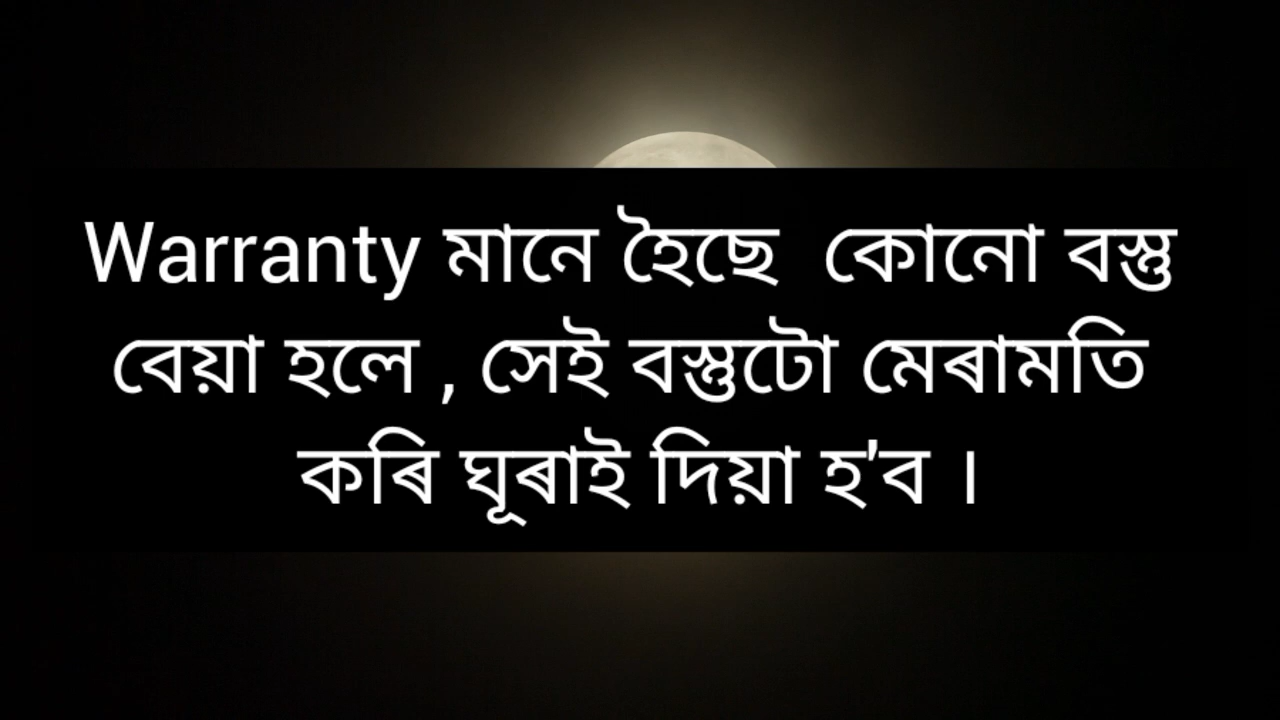 Warranty মানে হৈছে  কোনো বস্তু
বেয়া হলে , সেই বস্তুটো মেৰামতি
কৰি ঘূৰাই দিয়া হ'ব ।